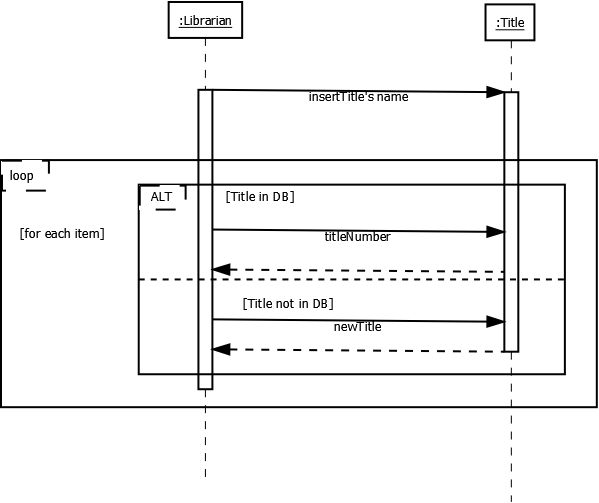 :Librarian
:Title
insertTitle's name
loop
ALT
[Title in DB]
[for each item]
titleNumber
[Title not in DB]
newTitle